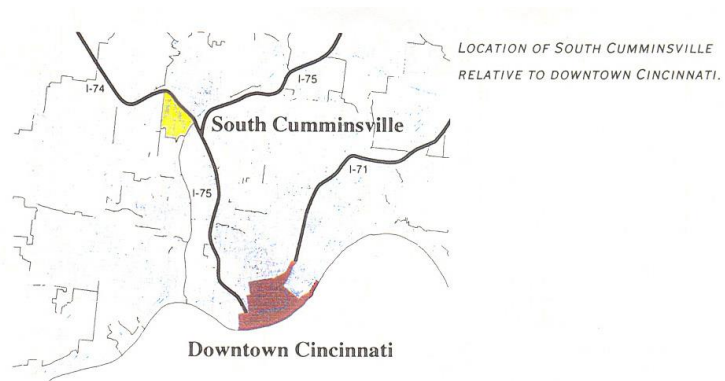 LOCATION OF SOUTH CUMMINSVILLE
RELATIVE TO DOWNTOWN CINCINNATI.
I-74
I-75
South Cumminsville
I-71
I-75
Downtown Cincinnati